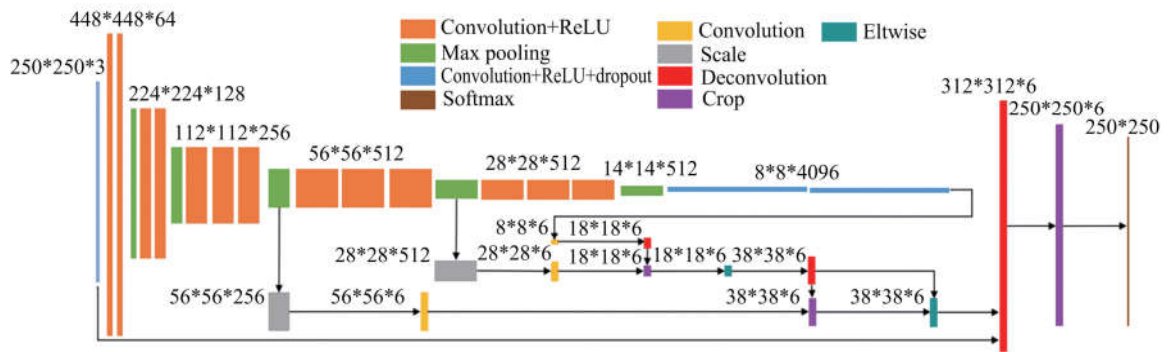 448*448*64
Convolution+ReLU
Convolution
Eltwise
Max pooling
Scale
250*250*3
Convolution+ReLU+dropout
Deconvolution
224*224*128
Softmax
Crop
312*312*6
250*250*6
250*250
112*112*256
56*56*512
28*28*512
14*14*512
8*8*4096
8*8*6
18*18*6
28*28*512
28*28*6
18*18*6
18*18*6
38*38*6
56*56*256
56*56*6
38*38*6
38*38*6